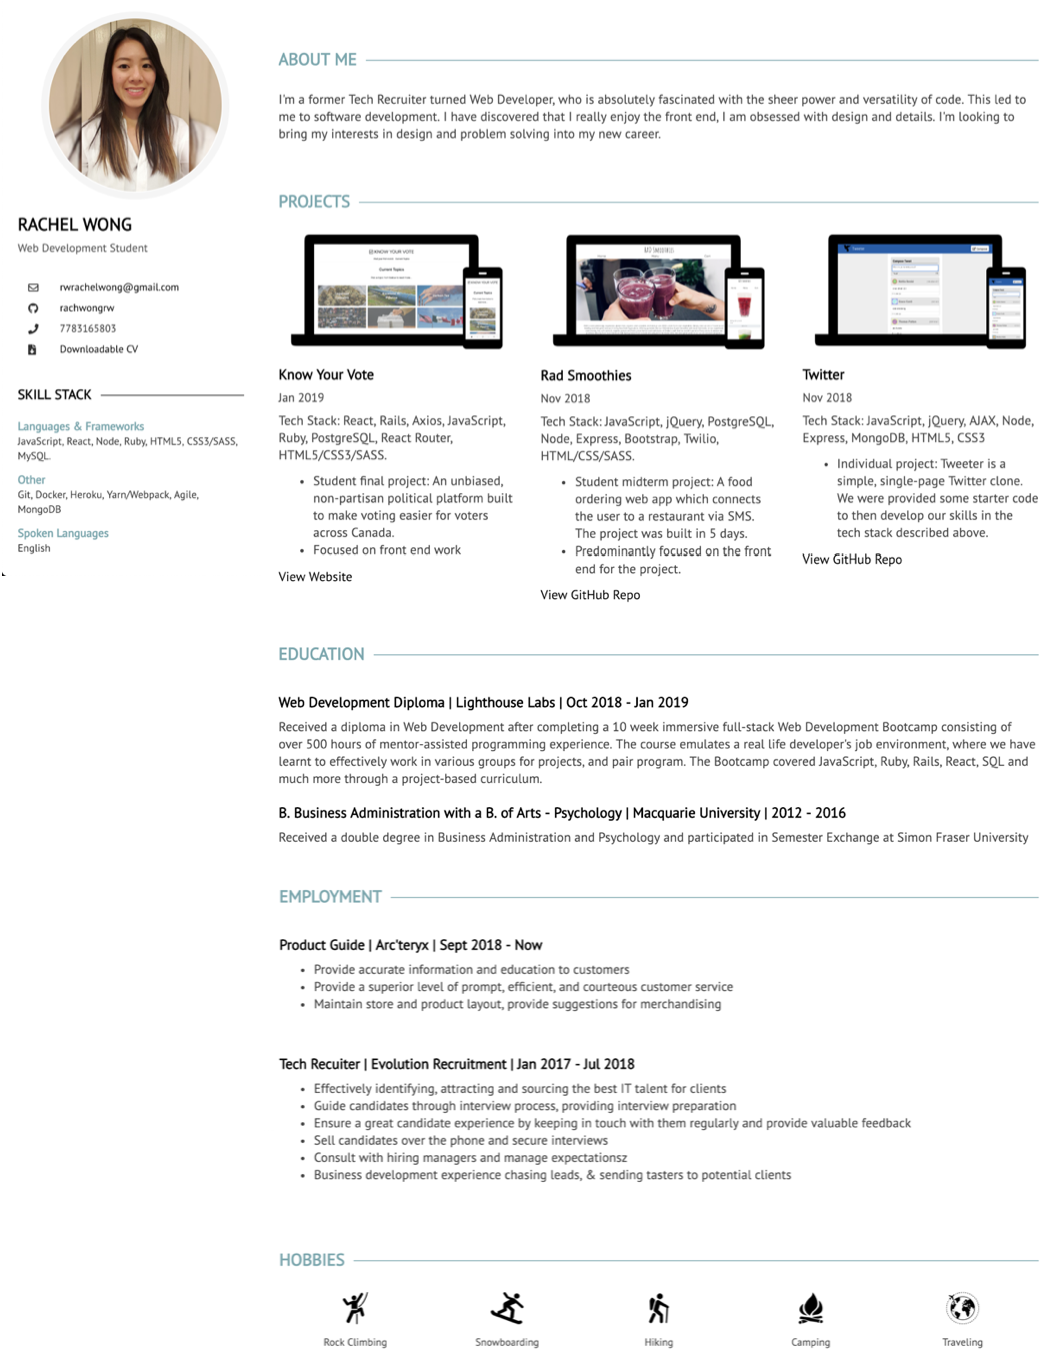 RACHEL WONG
Web Development Student
rwrachelwong@gmail.com
rachwongrw
7783165803
Downloadable CV
SKILL STACK
Languages & Frameworks
JavaScript, React, Node, Ruby, HTML5, CSS3/SASS,
MySQL.
Other
Git, Docker, Heroku, Yarn/Webpack, Agile,
MongoDB
Spoken Languages
English
ABOUT ME
I'm a former Tech Recruiter turned Web Developer, who is absolutely fascinated with the sheer power and versatility of code. This led to
me to software development. I have discovered that I really enjoy the front end, I am obsessed with design and details. I'm looking to
bring my interests in design and problem solving into my new career.
PROJECTS
KNOW YOUR VOTE
Current Topics
Know Your Vote
Jan 2019
Tech Stack: React, Rails, Axios, JavaScript,
Ruby, PostgreSQL, React Router,
HTML5/CSS3/SASS.
• Student final project: An unbiased,
non-partisan political platform built
to make voting easier for voters
across Canada.
• Focused on front end work
View Website
RAD SMOOTHIES
Rad Smoothies
Nov 2018
Tech Stack: JavaScript, jQuery, PostgreSQL,
Node, Express, Bootstrap, Twilio,
HTML/CSS/SASS.
• Student midterm project: A food
ordering web app which connects
the user to a restaurant via SMS.
The project was built in 5 days.
• Predominantly focused on the front
end for the project.
View GitHub Repo
Twitter
Nov 2018
Tech Stack: JavaScript, jQuery, AJAX, Node,
Express, MongoDB, HTML5, CSS3
• Individual project: Tweeter is a
simple, single-page Twitter clone.
We were provided some starter code
to then develop our skills in the
tech stack described above.
View GitHub Repo
EDUCATION
Web Development Diploma | Lighthouse Labs | Oct 2018 - Jan 2019
Received a diploma in Web Development after completing a 10 week immersive full-stack Web Development Bootcamp consisting of
over 500 hours of mentor-assisted programming experience. The course emulates a real life developer's job environment, where we have
learnt to effectively work in various groups for projects, and pair program. The Bootcamp covered JavaScript, Ruby, Rails, React, SQL and
much more through a project-based curriculum.
B. Business Administration with a B. of Arts - Psychology | Macquarie University | 2012 - 2016
Received a double degree in Business Administration and Psychology and participated in Semester Exchange at Simon Fraser University
EMPLOYMENT
Product Guide | Arc'teryx | Sept 2018 - Now
• Provide accurate information and education to customers
• Provide a superior level of prompt, efficient, and courteous customer service
• Maintain store and product layout, provide suggestions for merchandising
Tech Recuiter | Evolution Recruitment | Jan 2017 - Jul 2018
• Effectively identifying, attracting and sourcing the best IT talent for clients
• Guide candidates through interview process, providing interview preparation
• Ensure a great candidate experience by keeping in touch with them regularly and provide valuable feedback
• Sell candidates over the phone and secure interviews
• Consult with hiring managers and manage expectationsz
• Business development experience chasing leads, & sending tasters to potential clients
HOBBIES
Rock Climbing
Snowboarding
Hiking
Camping
Traveling